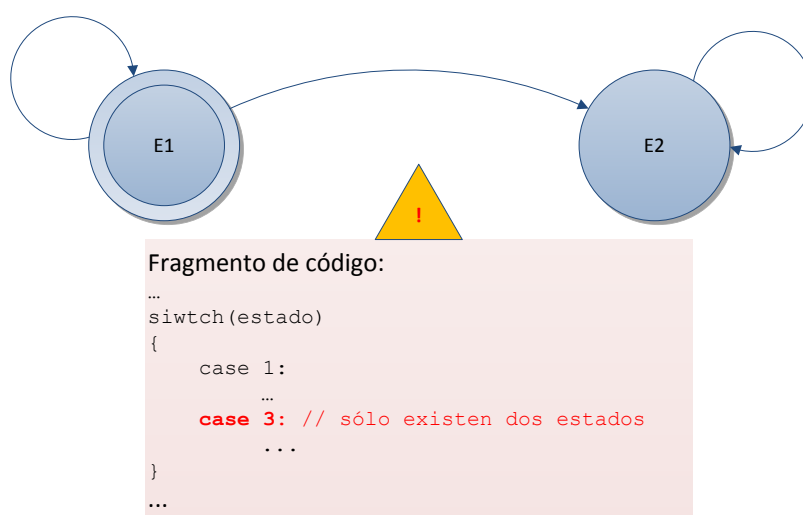 E1
E2
!
Fragmento de código:
…
siwtch(estado)
{
case 1:
…
case 3: // sólo existen dos estados
...
}
…